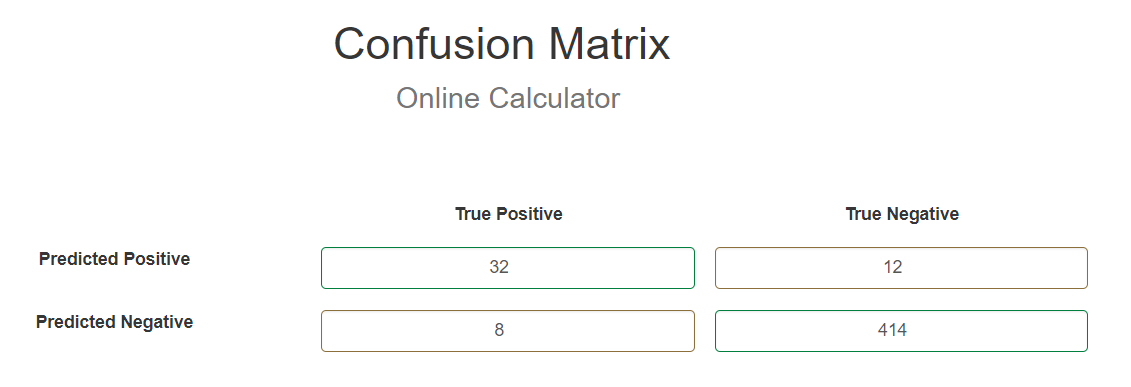 Confusion Matrix
Online Calculator
True Positive True Negative
Predicted Positive 32 12
Predicted Negative 8 414